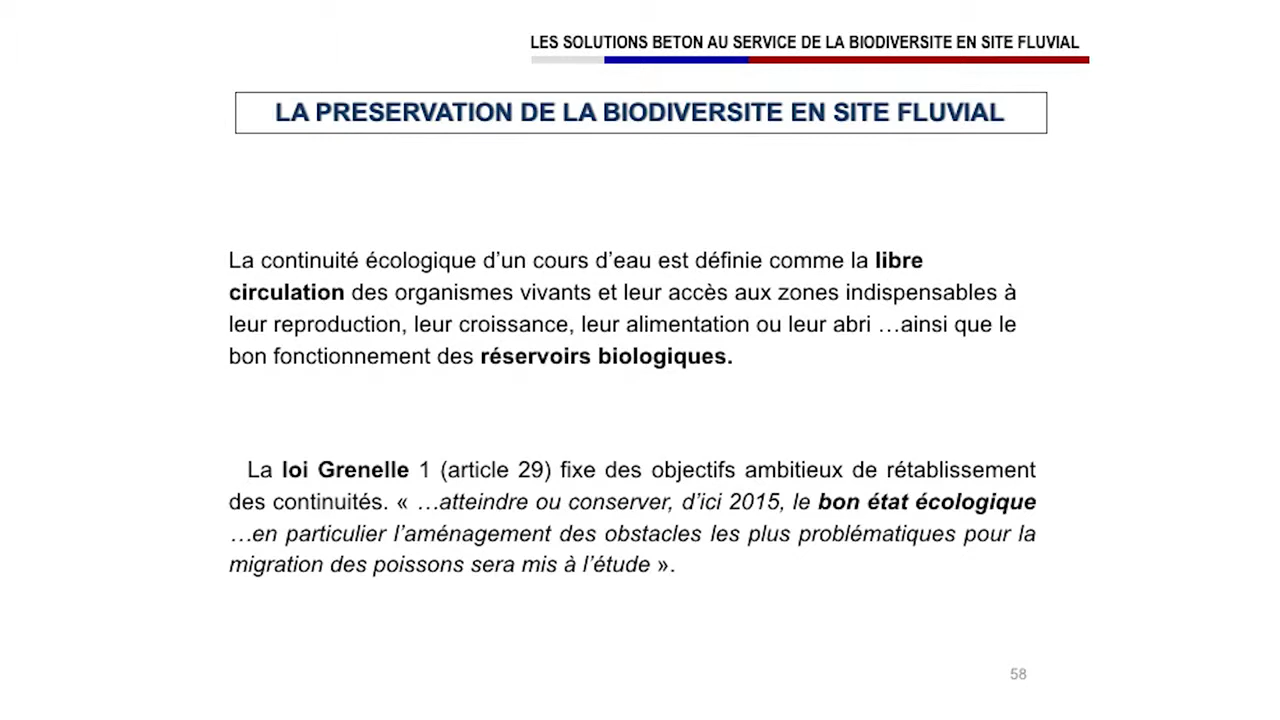 LES SOLUTIONS BETON AU SERVICE DE LA BIODIVERSITE EN SITE FLUVIAL
LA PRESERVATION DE LA BIODIVERSITE EN SITE FLUVIAL
La continuité écologique d’un cours d’eau est définie comme la libre
circulation des organismes vivants et leur accès aux zones indispensables à
leur reproduction, leur croissance, leur alimentation ou leur abri …ainsi que le
bon fonctionnement des réservoirs biologiques.
La loi Grenelle 1 (article 29) fixe des objectifs ambitieux de rétablissement
des continuités. « …atteindre ou conserver, d’ici 2015, le bon état écologique
…en particulier l’aménagement des obstacles les plus problématiques pour la
migration des poissons sera mis à l’étude ».
58